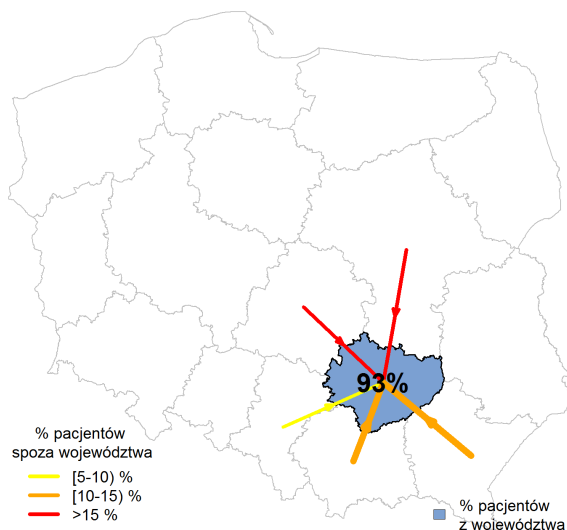 93%
% pacjentów
spoza województwa
[5-10) %
[10-15) %
>15 %
% pacjentów
z województwa